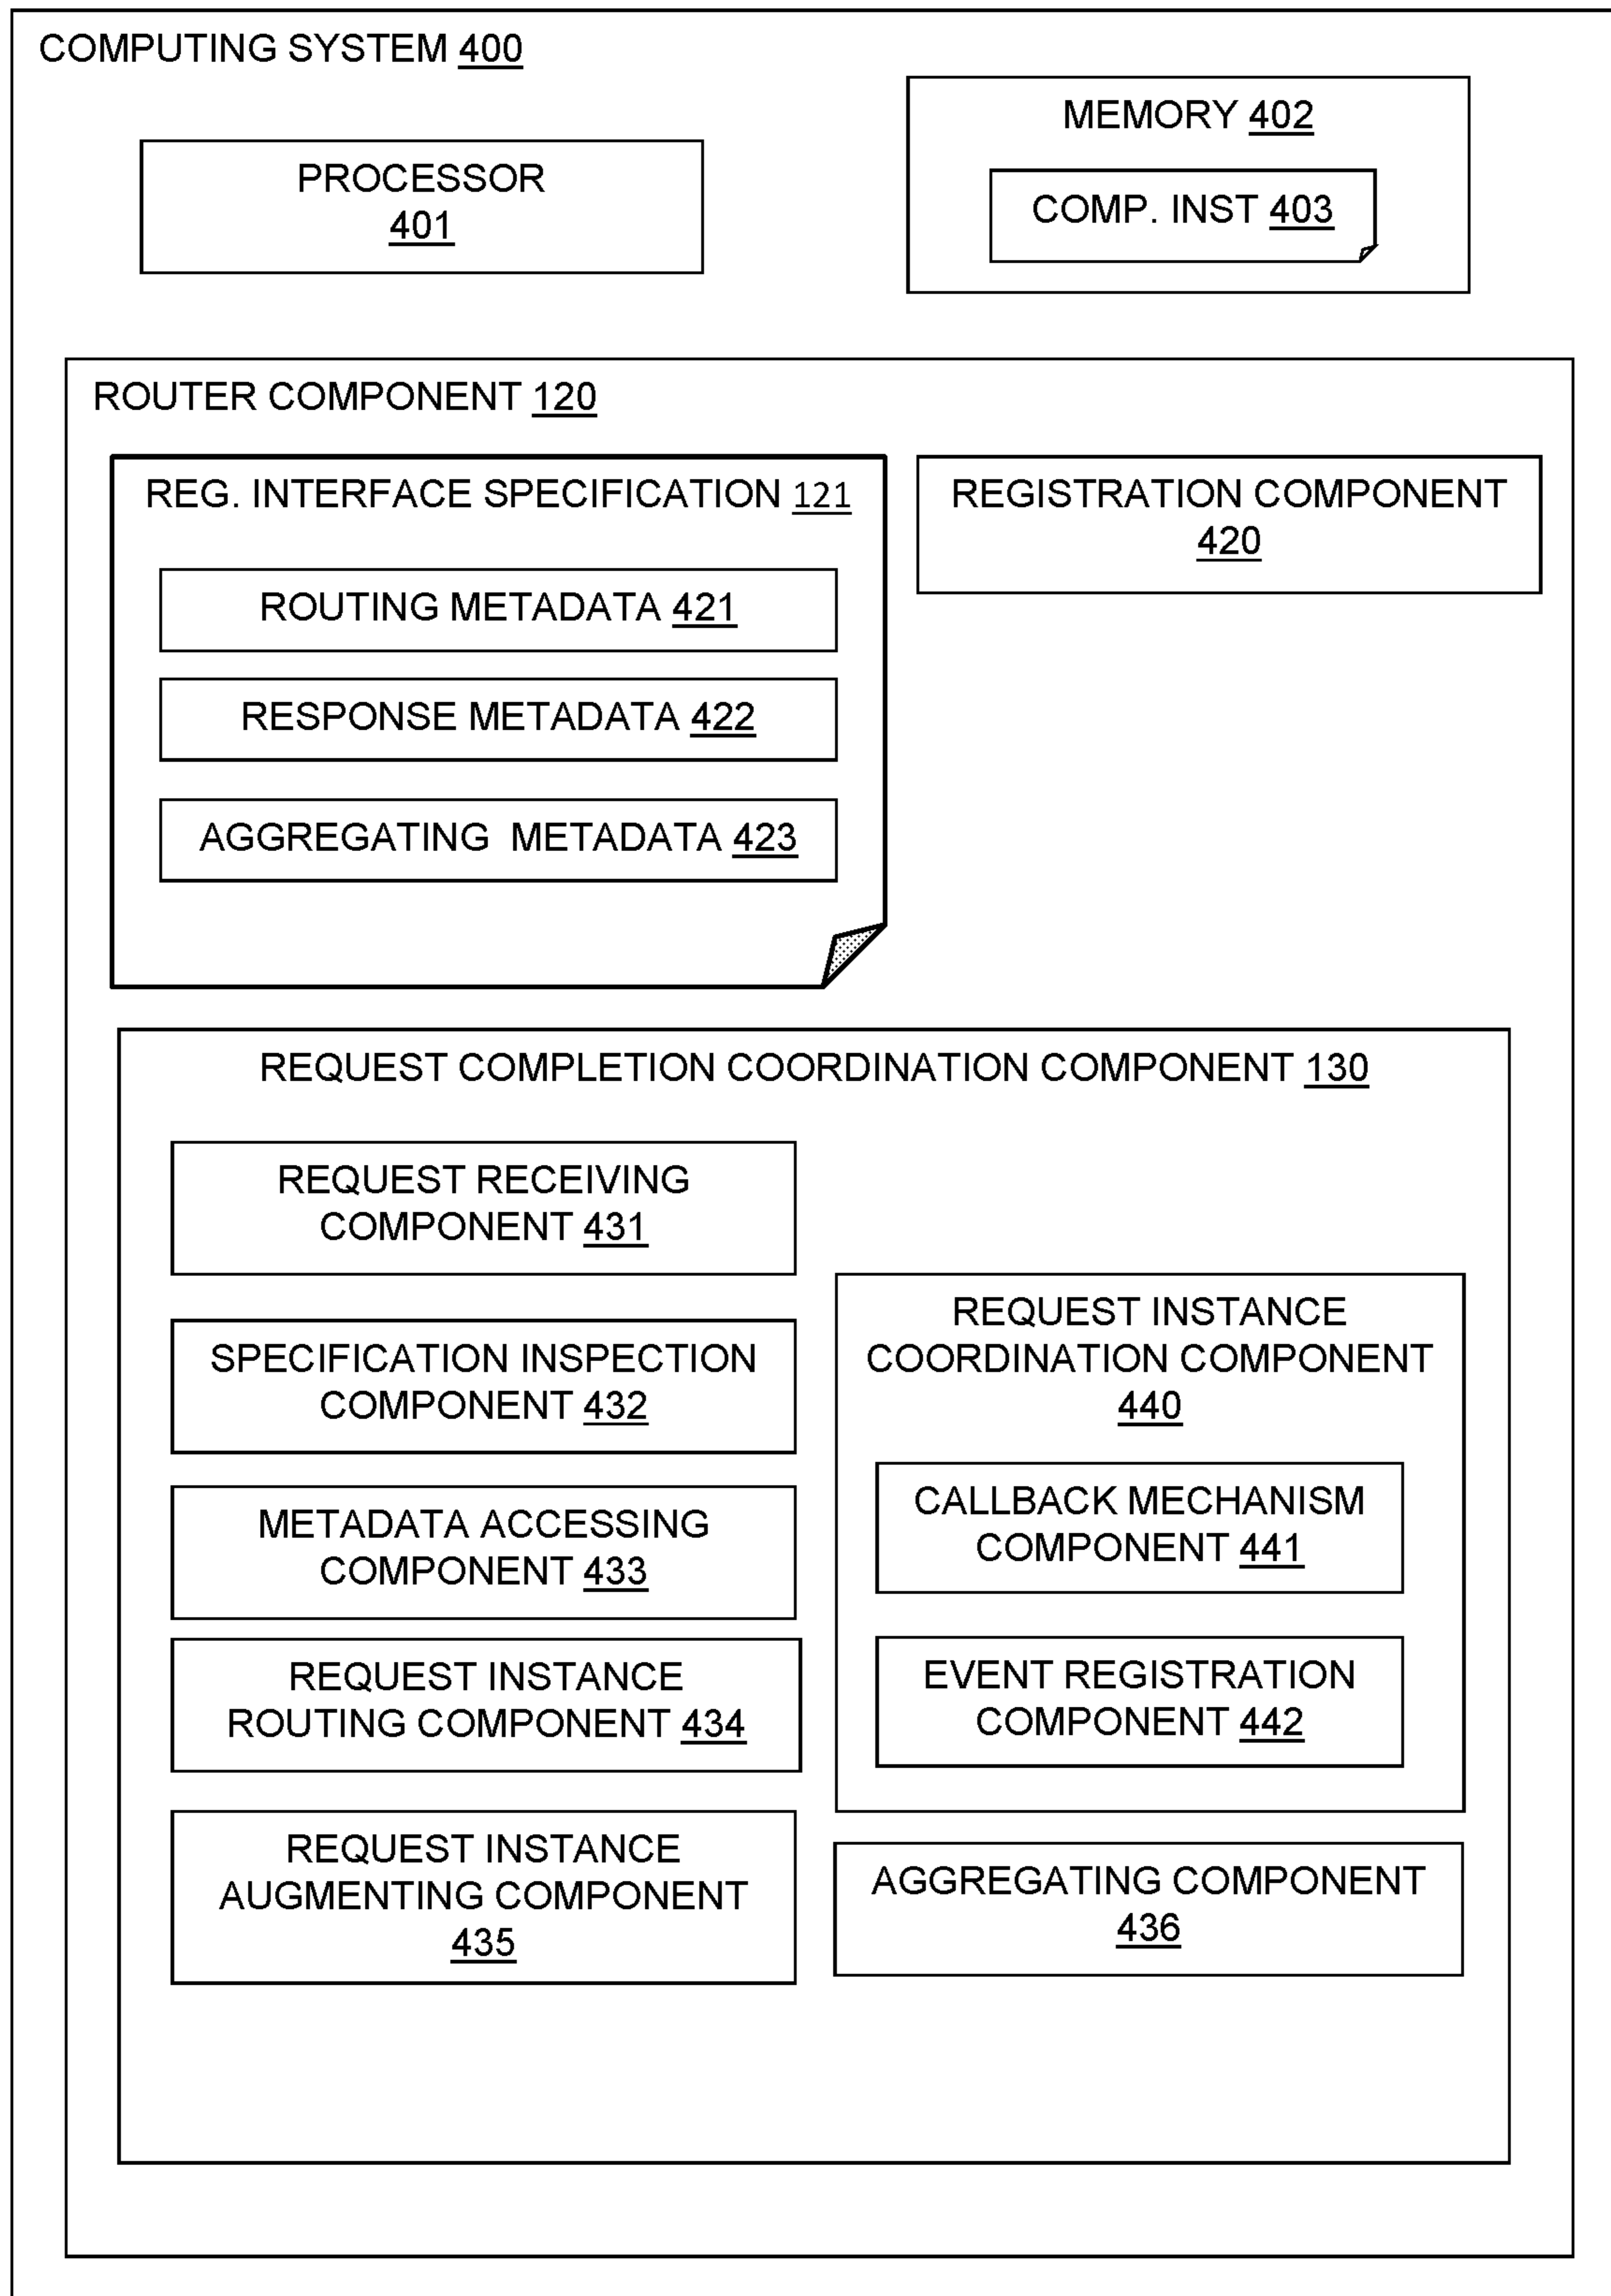 COMPUTING SYSTEM 400
MEMORY 402
COMP. INST 403
PROCESSOR
401
ROUTER COMPONENT 120
REG. INTERFACE SPECIFICATION 121
ROUTING METADATA 421
RESPONSE METADATA 422
AGGREGATING METADATA 423
REGISTRATION COMPONENT
420
REQUEST COMPLETION COORDINATION COMPONENT 130
REQUEST RECEIVING
COMPONENT 431
SPECIFICATION INSPECTION
COMPONENT 432
METADATA ACCESSING
COMPONENT 433
REQUEST INSTANCE
ROUTING COMPONENT 434
REQUEST INSTANCE
AUGMENTING COMPONENT
435
REQUEST INSTANCE
COORDINATION COMPONENT
440
CALLBACK MECHANISM
COMPONENT 441
EVENT REGISTRATION
COMPONENT 442
AGGREGATING COMPONENT
436